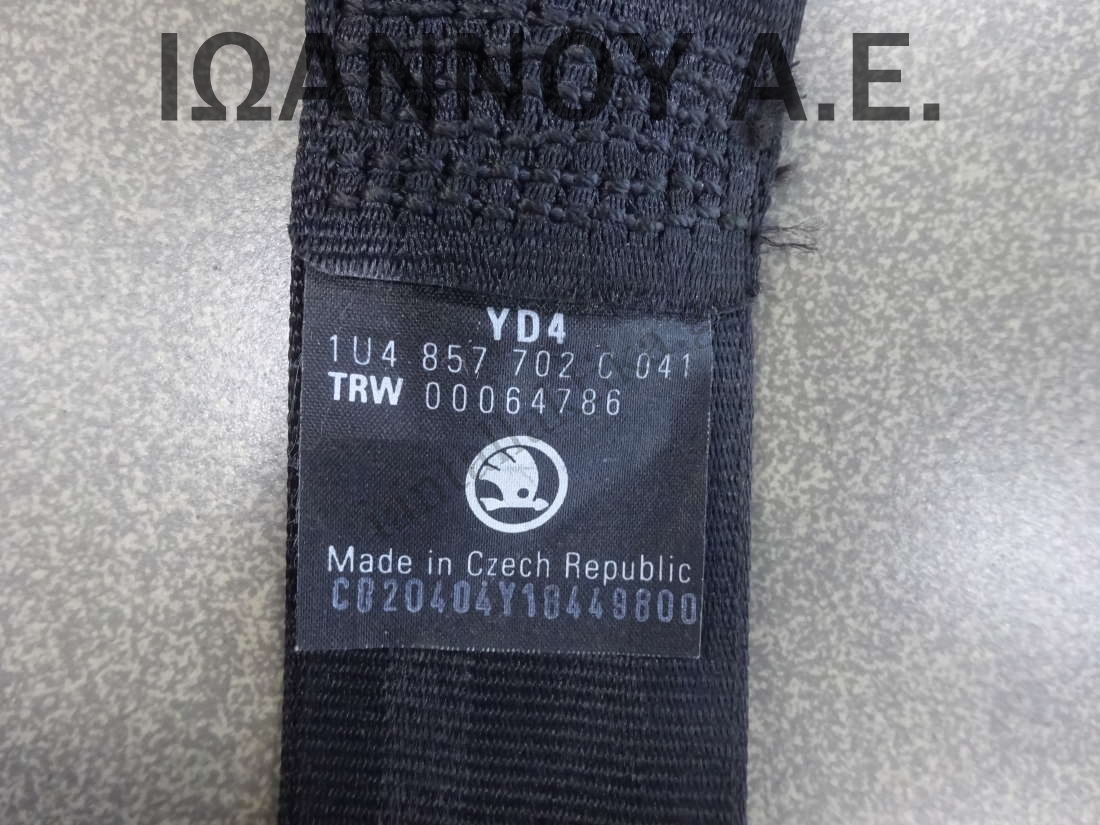 ΙΩΑΝΝΟΥ Α.Ε.
YD4
1U4 857 702 C 041
TRW 00064786
Made in Czech Republic
C020404Y18449800